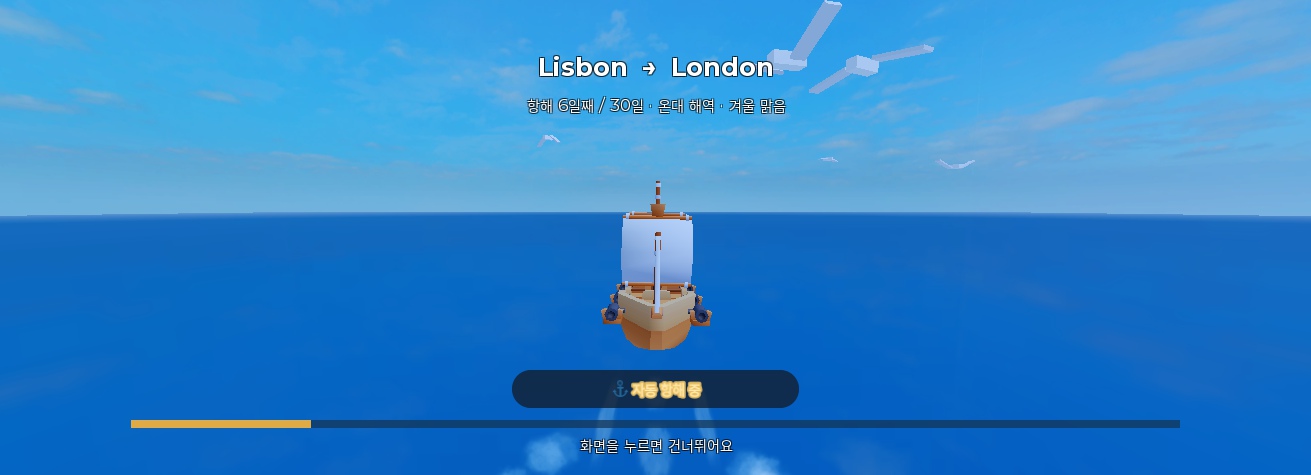 Lisbon → London
항해 6일째 / 30일 · 온대 해역 · 겨울 맑음
⚓ 자동 항해 중
화면을 누르면 건너뛰어요